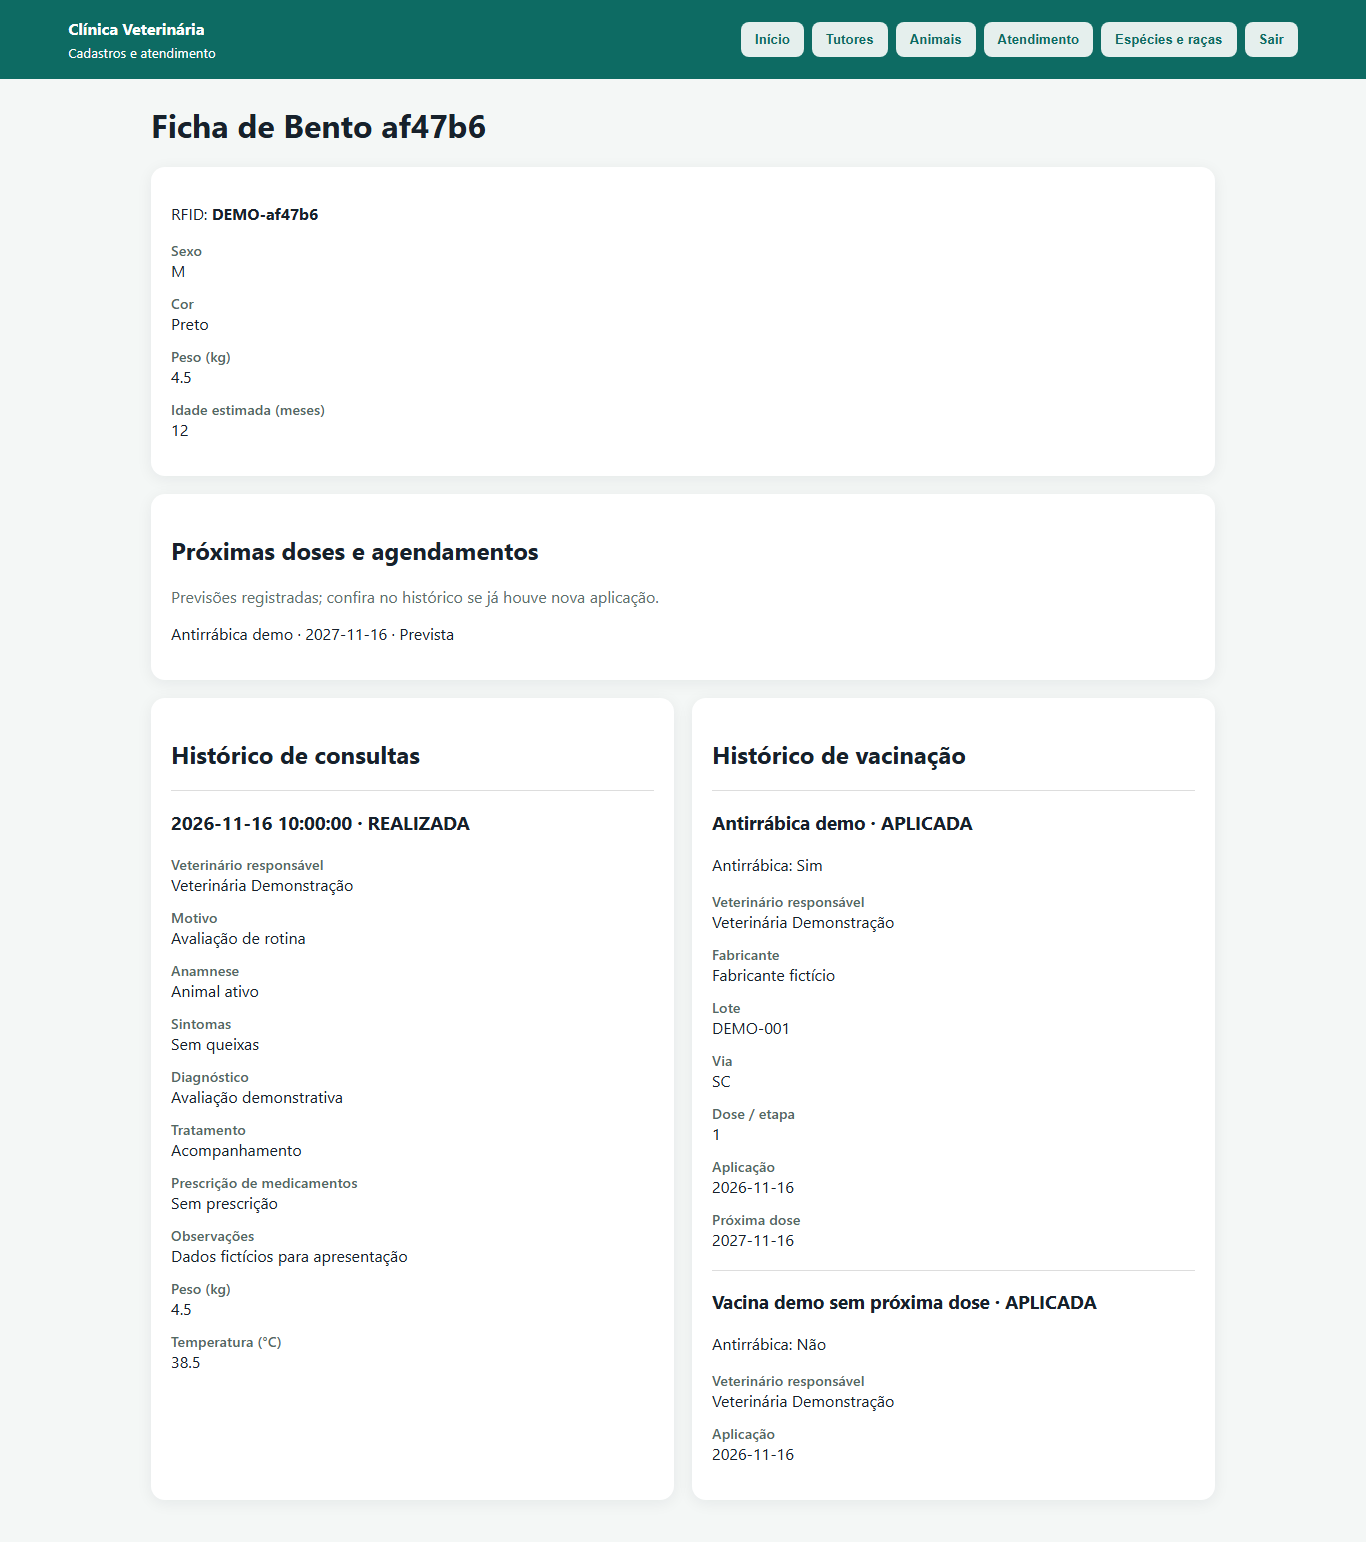 Clínica Veterinária
Cadastros e atendimento
Início
Tutores
Animais
Atendimento
Espécies e raças
Sair
Ficha de Bento af47b6
RFID: DEMO-af47b6
Sexo
M
Cor
Preto
Peso (kg)
4.5
Idade estimada (meses)
12
Próximas doses e agendamentos
Previsões registradas; confira no histórico se já houve nova aplicação.
Antirrábica demo · 2027-11-16 · Prevista
Histórico de consultas
2026-11-16 10:00:00 · REALIZADA
Veterinário responsável
Veterinária Demonstração
Motivo
Avaliação de rotina
Anamnese
Animal ativo
Sintomas
Sem queixas
Diagnóstico
Avaliação demonstrativa
Tratamento
Acompanhamento
Prescrição de medicamentos
Sem prescrição
Observações
Dados fictícios para apresentação
Peso (kg)
4.5
Temperatura (°C)
38.5
Histórico de vacinação
Antirrábica demo · APLICADA
Antirrábica: Sim
Veterinário responsável
Veterinária Demonstração
Fabricante
Fabricante fictício
Lote
DEMO-001
Via
SC
Dose / etapa
1
Aplicação
2026-11-16
Próxima dose
2027-11-16
Vacina demo sem próxima dose · APLICADA
Antirrábica: Não
Veterinário responsável
Veterinária Demonstração
Aplicação
2026-11-16